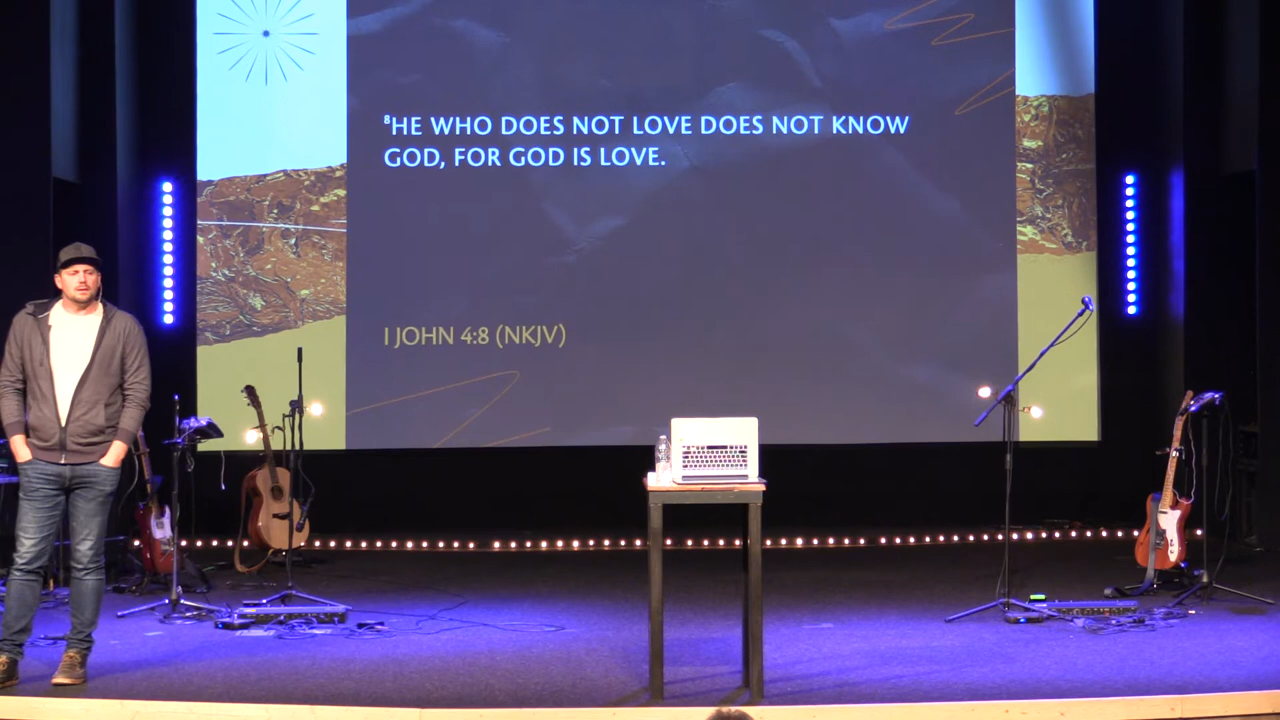 ⁸HE WHO DOES NOT LOVE DOES NOT KNOW
GOD, FOR GOD IS LOVE.
I JOHN 4:8 (NKJV)